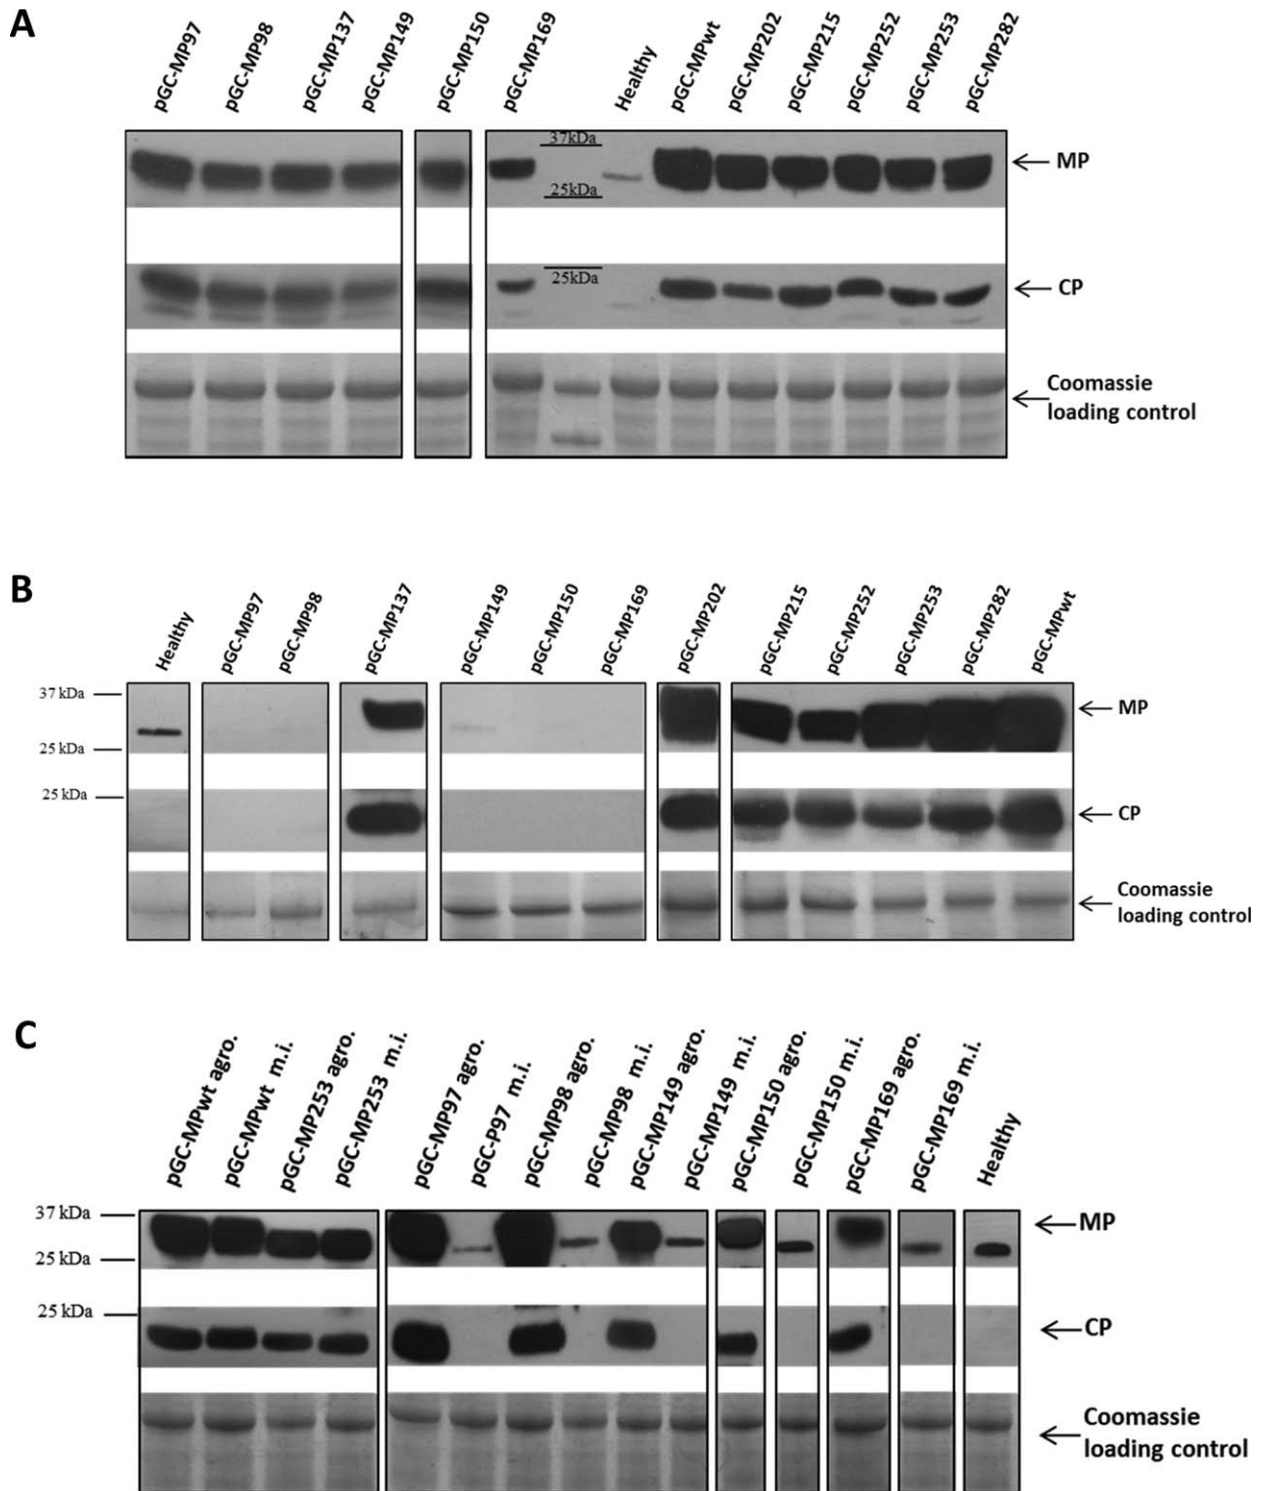 A
pGC-MP97
pGC-MP98
pGC-MP137
pGC-MP149
pGC-MP150
pGC-MP169
Healthy
pGC-MPwt
pGC-MP202
pGC-MP215
pGC-MP252
pGC-MP253
pGC-MP282
37kDa
25kDa
MP
25kDa
CP
Coomassie
loading control
B
Healthy
pGC-MP97
pGC-MP98
pGC-MP137
pGC-MP149
pGC-MP150
pGC-MP169
pGC-MP202
pGC-MP215
pGC-MP252
pGC-MP253
pGC-MP282
pGC-MPwt
37 kDa
25 kDa
MP
25 kDa
CP
Coomassie
loading control
C
pGC-MPwt agro.
pGC-MPwt m.i.
pGC-MP253 agro.
pGC-MP253 m.i.
pGC-MP97 agro.
pGC-P97 m.i.
pGC-MP98 agro.
pGC-MP98 m.i.
pGC-MP149 agro.
pGC-MP149 m.i.
pGC-MP150 agro.
pGC-MP150 m.i.
pGC-MP169 agro.
pGC-MP169 m.i.
Healthy
37 kDa
25 kDa
MP
25 kDa
CP
Coomassie
loading control